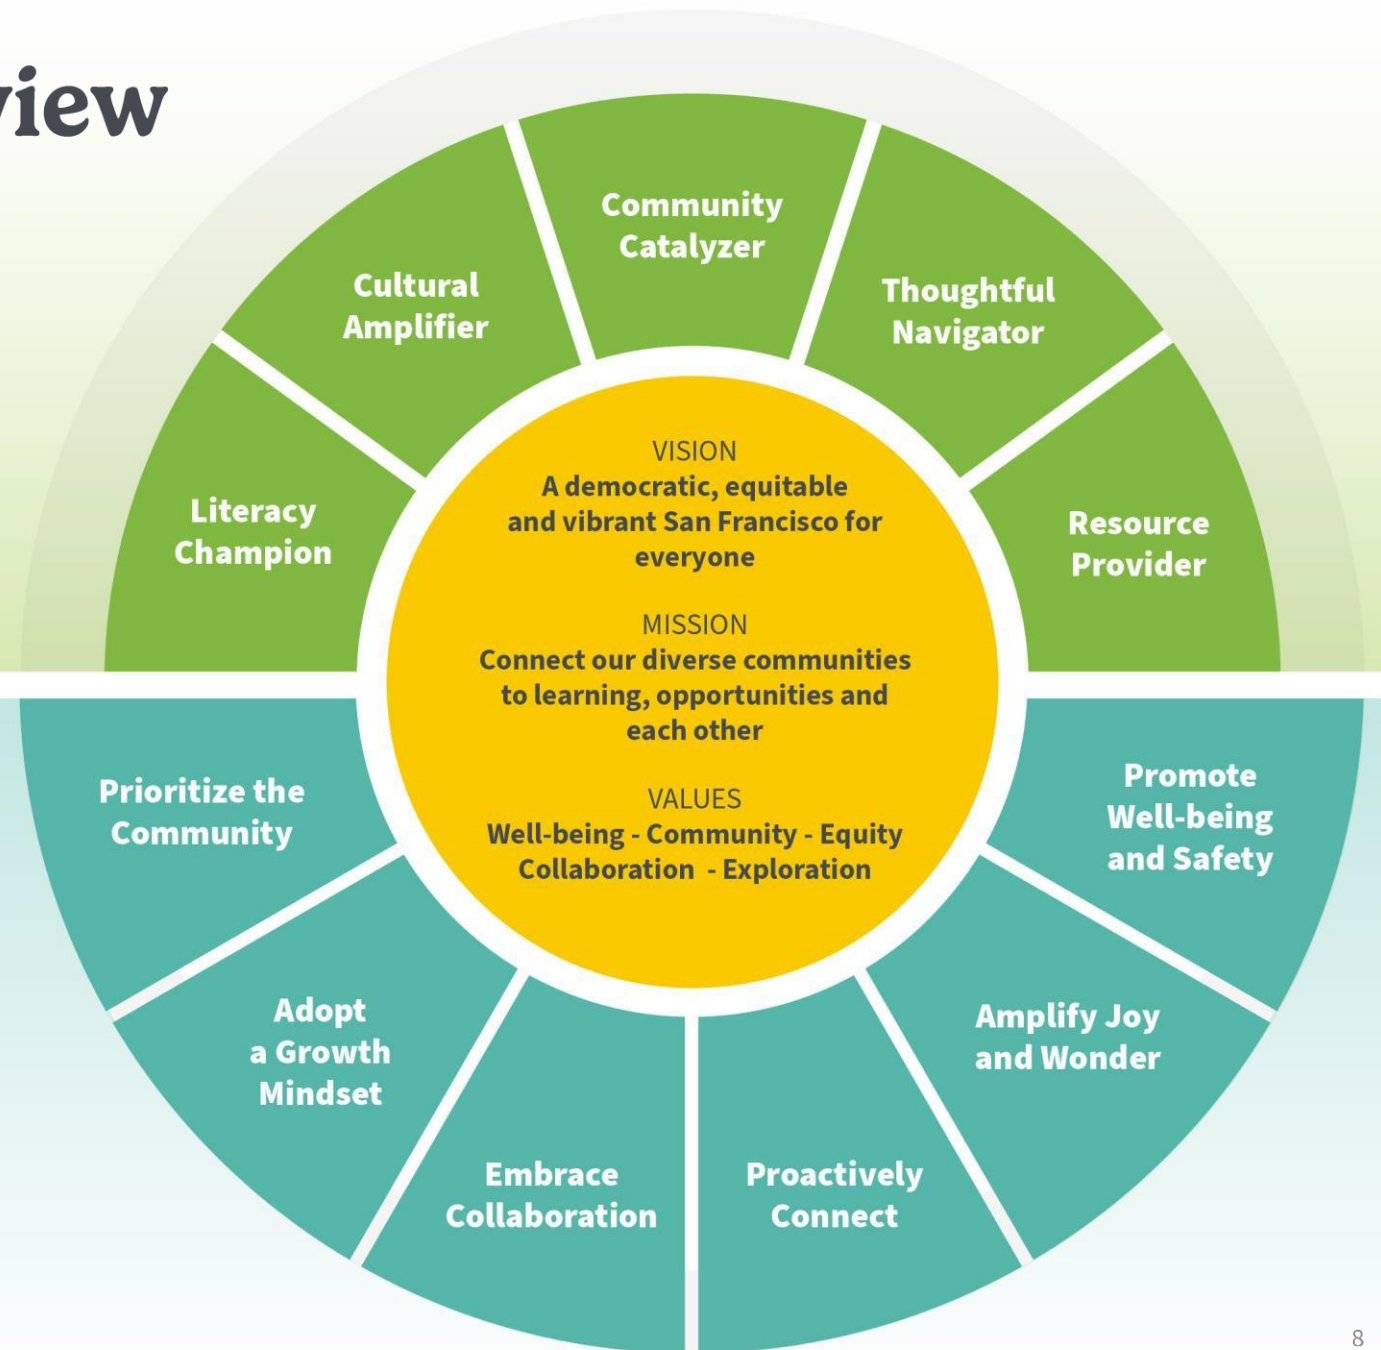 view
Community
Catalyzer
Cultural
Amplifier
Thoughtful
Navigator
Literacy
Champion
Resource
Provider
VISION
A democratic, equitable
and vibrant San Francisco for
everyone
MISSION
Connect our diverse communities
to learning, opportunities and
each other
VALUES
Well-being - Community - Equity
Collaboration - Exploration
Prioritize the
Community
Promote
Well-being
and Safety
Adopt
a Growth
Mindset
Amplify Joy
and Wonder
Embrace
Collaboration
Proactively
Connect
8